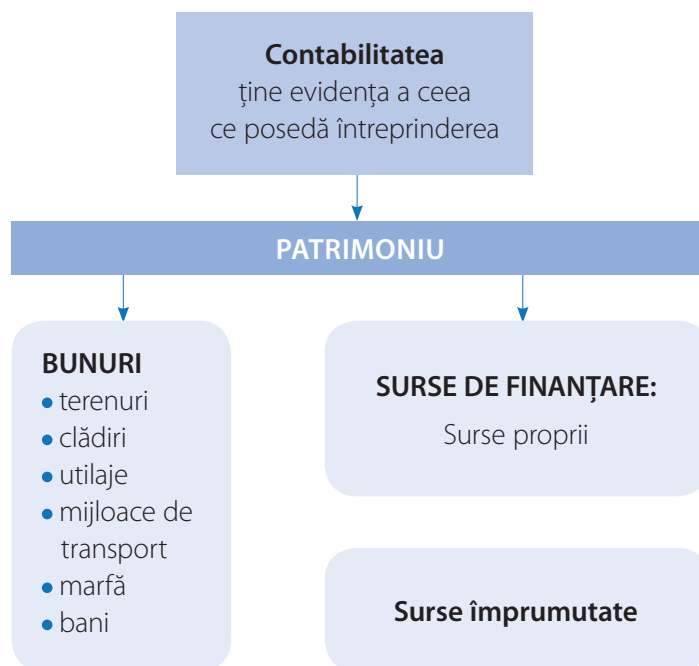 Contabilitatea
ține evidența a ceea
ce posedă întreprinderea
PATRIMONIU
BUNURI
• terenuri
• clădiri
• utilaje
• mijloace de
transport
• marfă
• bani
SURSE DE FINANȚARE:
Surse proprii
Surse împrumutate